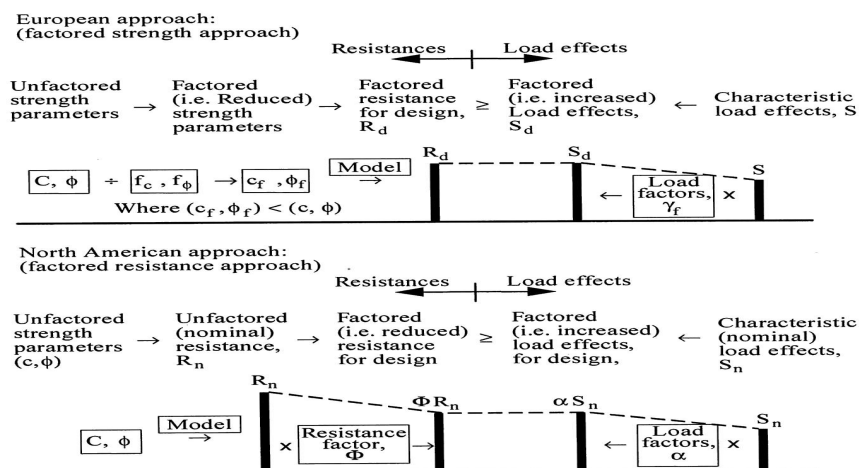 European approach:
(factored strength approach)
Resistances Load effects
Unfactored strength parameters → Factored (i.e. Reduced) strength parameters → Factored resistance for design, R_d ≥ Factored (i.e. increased) Load effects, S_d ← Characteristic load effects, S
R_d S_d S
C, ϕ ÷ f_c , f_ϕ → c_f , ϕ_f Model → ← Load factors, γ_f ×
Where (c_f, ϕ_f) < (c, ϕ)
North American approach:
(factored resistance approach)
Resistances Load effects
Unfactored strength parameters (c,ϕ) → Unfactored (nominal) resistance, R_n → Factored (i.e. reduced) resistance for design ≥ Factored (i.e. increased) load effects, for design, ← Characteristic (nominal) load effects, S_n
R_n ΦR_n αS_n S_n
C, ϕ Model → × Resistance factor, Φ → ← Load factors, α ×